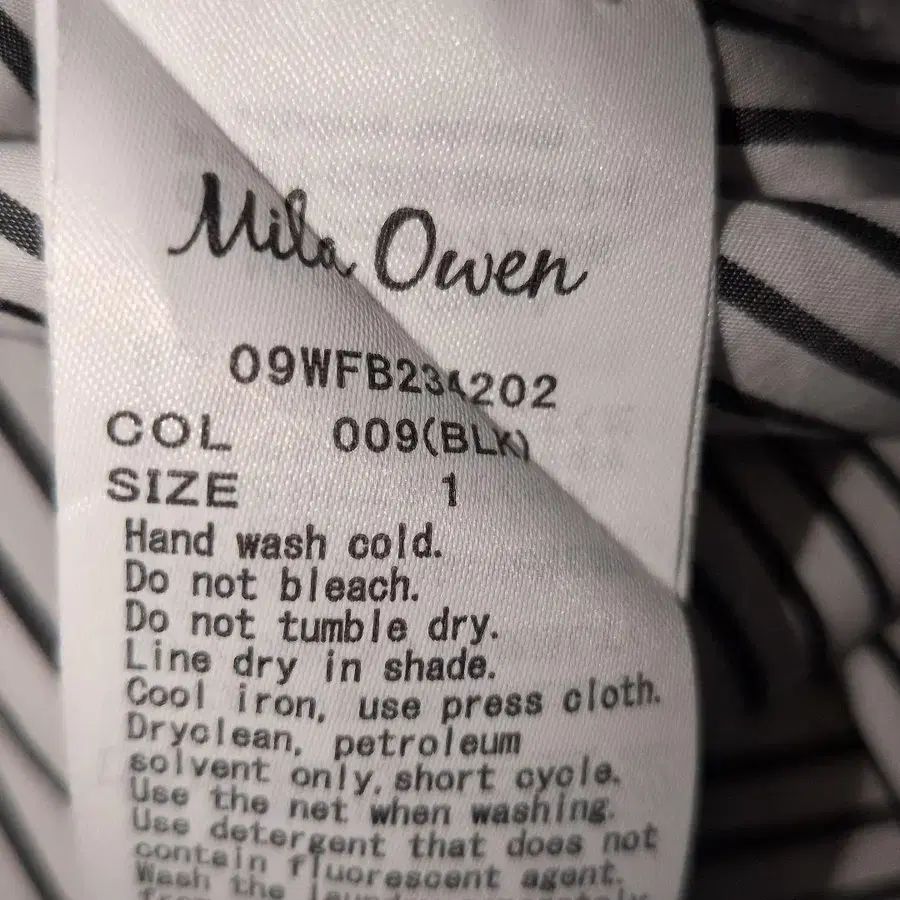 Mila Owen
09WFB234202
COL 009(BLK)
SIZE 1
Hand wash cold.
Do not bleach.
Do not tumble dry.
Line dry in shade.
Cool iron, use press cloth.
Dryclean, petroleum
solvent only, short cycle.
Use the net when washing.
Use detergent that does not
contain fluorescent agent.
Wash the